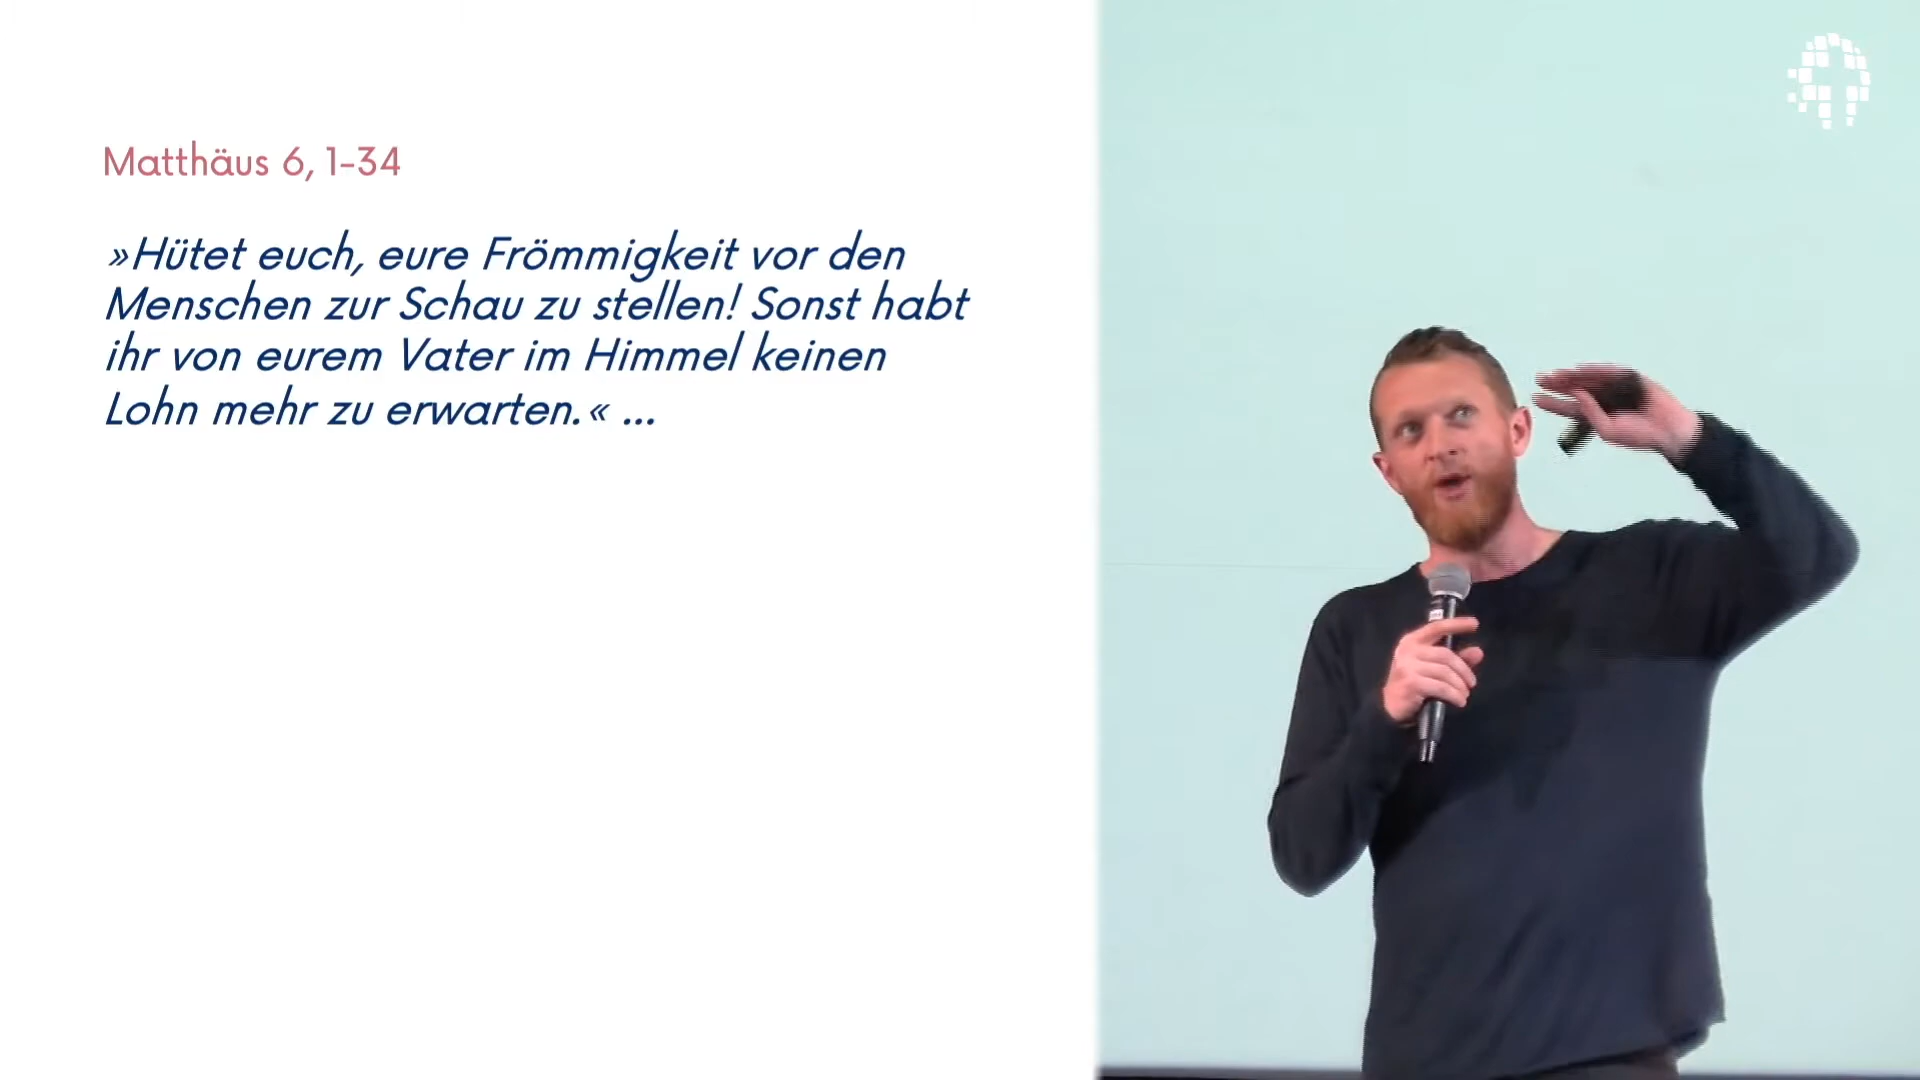 Matthäus 6, 1-34
»Hütet euch, eure Frömmigkeit vor den
Menschen zur Schau zu stellen! Sonst habt
ihr von eurem Vater im Himmel keinen
Lohn mehr zu erwarten.« ...